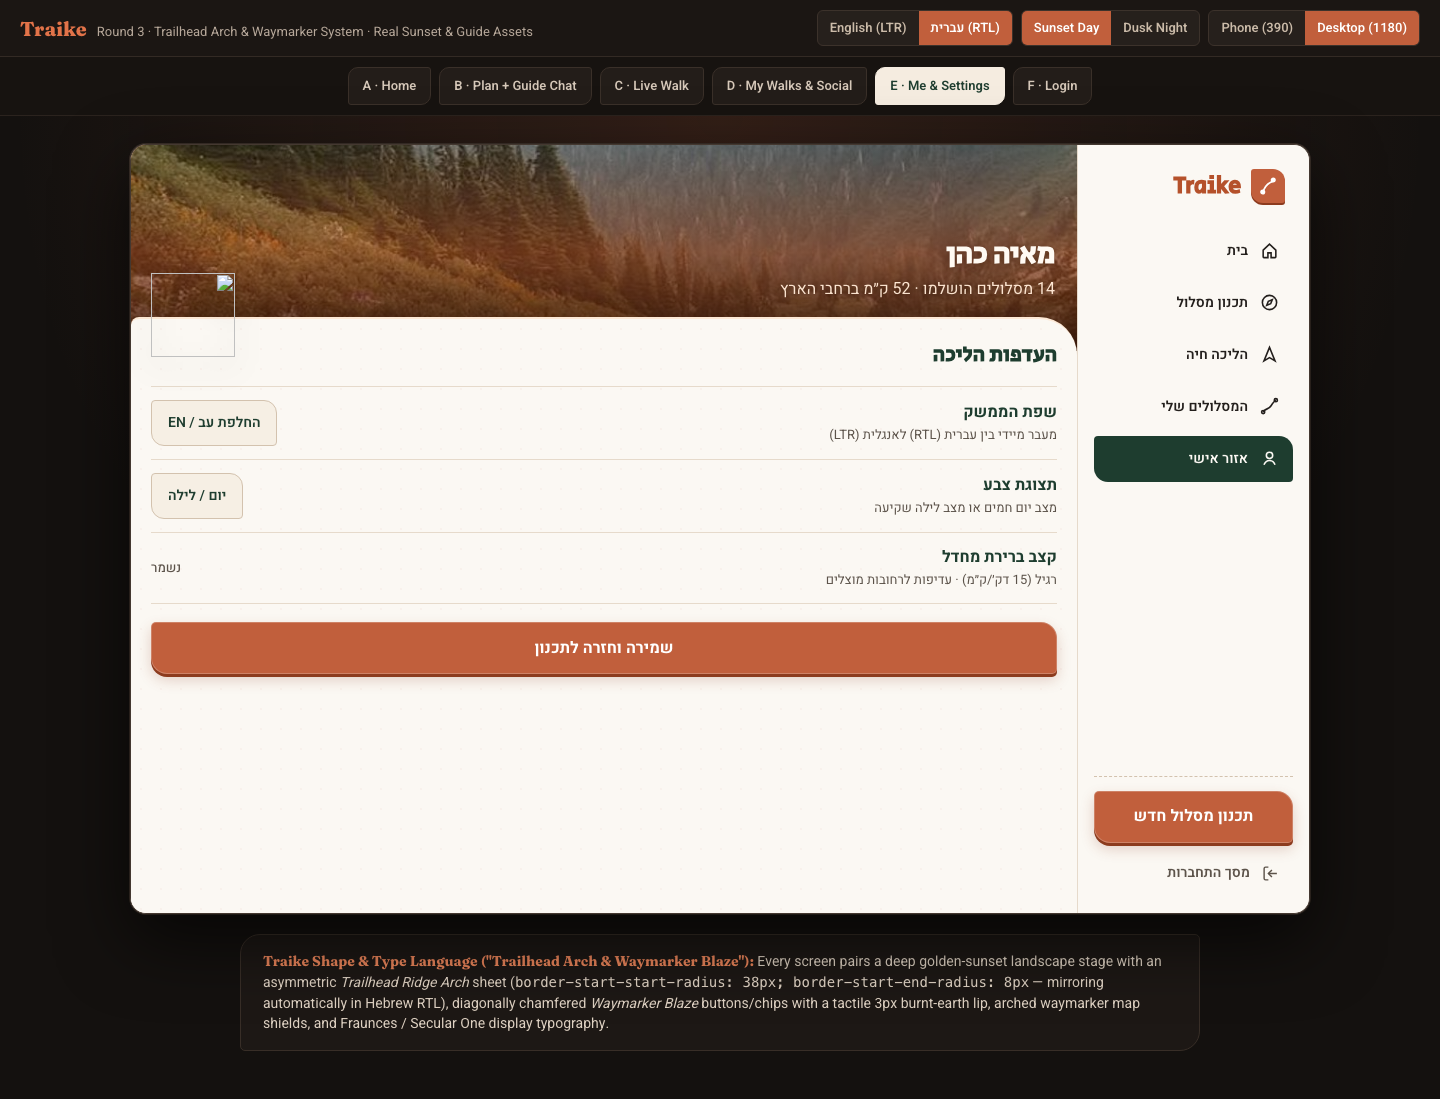 Traike Round 3 · Trailhead Arch & Waymarker System · Real Sunset & Guide Assets
English (LTR) עברית (RTL) Sunset Day Dusk Night Phone (390) Desktop (1180)
A · Home B · Plan + Guide Chat C · Live Walk D · My Walks & Social E · Me & Settings F · Login
Traike
בית
תכנון מסלול
הליכה חיה
המסלולים שלי
אזור אישי
תכנון מסלול חדש
מסך התחברות
מאיה כהן
14 מסלולים הושלמו · 52 ק״מ ברחבי הארץ
העדפות הליכה
שפת הממשק
מעבר מיידי בין עברית (RTL) לאנגלית (LTR)
החלפת עב / EN
תצוגת צבע
מצב יום חמים או מצב לילה שקיעה
יום / לילה
קצב ברירת מחדל
רגיל (15 דק׳/ק״מ) · עדיפות לרחובות מוצלים
נשמר
שמירה וחזרה לתכנון
Traike Shape & Type Language ("Trailhead Arch & Waymarker Blaze"): Every screen pairs a deep golden-sunset landscape stage with an
asymmetric Trailhead Ridge Arch sheet (border-start-start-radius: 38px; border-start-end-radius: 8px — mirroring
automatically in Hebrew RTL), diagonally chamfered Waymarker Blaze buttons/chips with a tactile 3px burnt-earth lip, arched waymarker map
shields, and Fraunces / Secular One display typography.